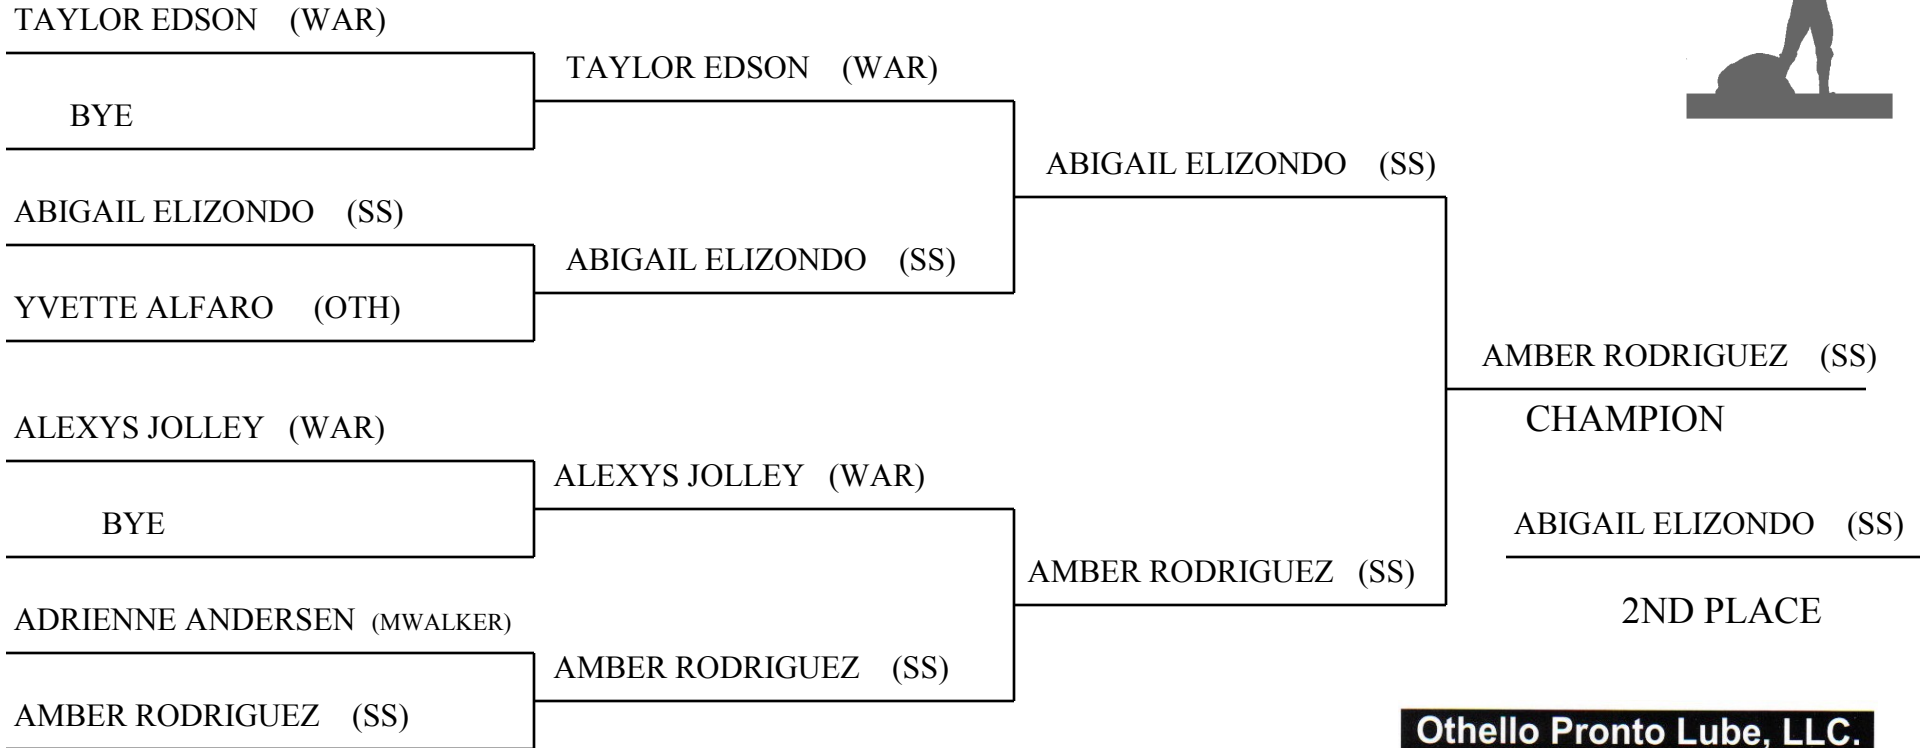 TAYLOR EDSON (WAR)
BYE
ABIGAIL ELIZONDO (SS)
YVETTE ALFARO (OTH)
ALEXYS JOLLEY (WAR)
BYE
ADRIENNE ANDERSEN (MWALKER)
AMBER RODRIGUEZ (SS)
TAYLOR EDSON (WAR)
ABIGAIL ELIZONDO (SS)
ALEXYS JOLLEY (WAR)
AMBER RODRIGUEZ (SS)
ABIGAIL ELIZONDO (SS)
AMBER RODRIGUEZ (SS)
AMBER RODRIGUEZ (SS)
CHAMPION
ABIGAIL ELIZONDO (SS)
2ND PLACE
Othello Pronto Lube, LLC.